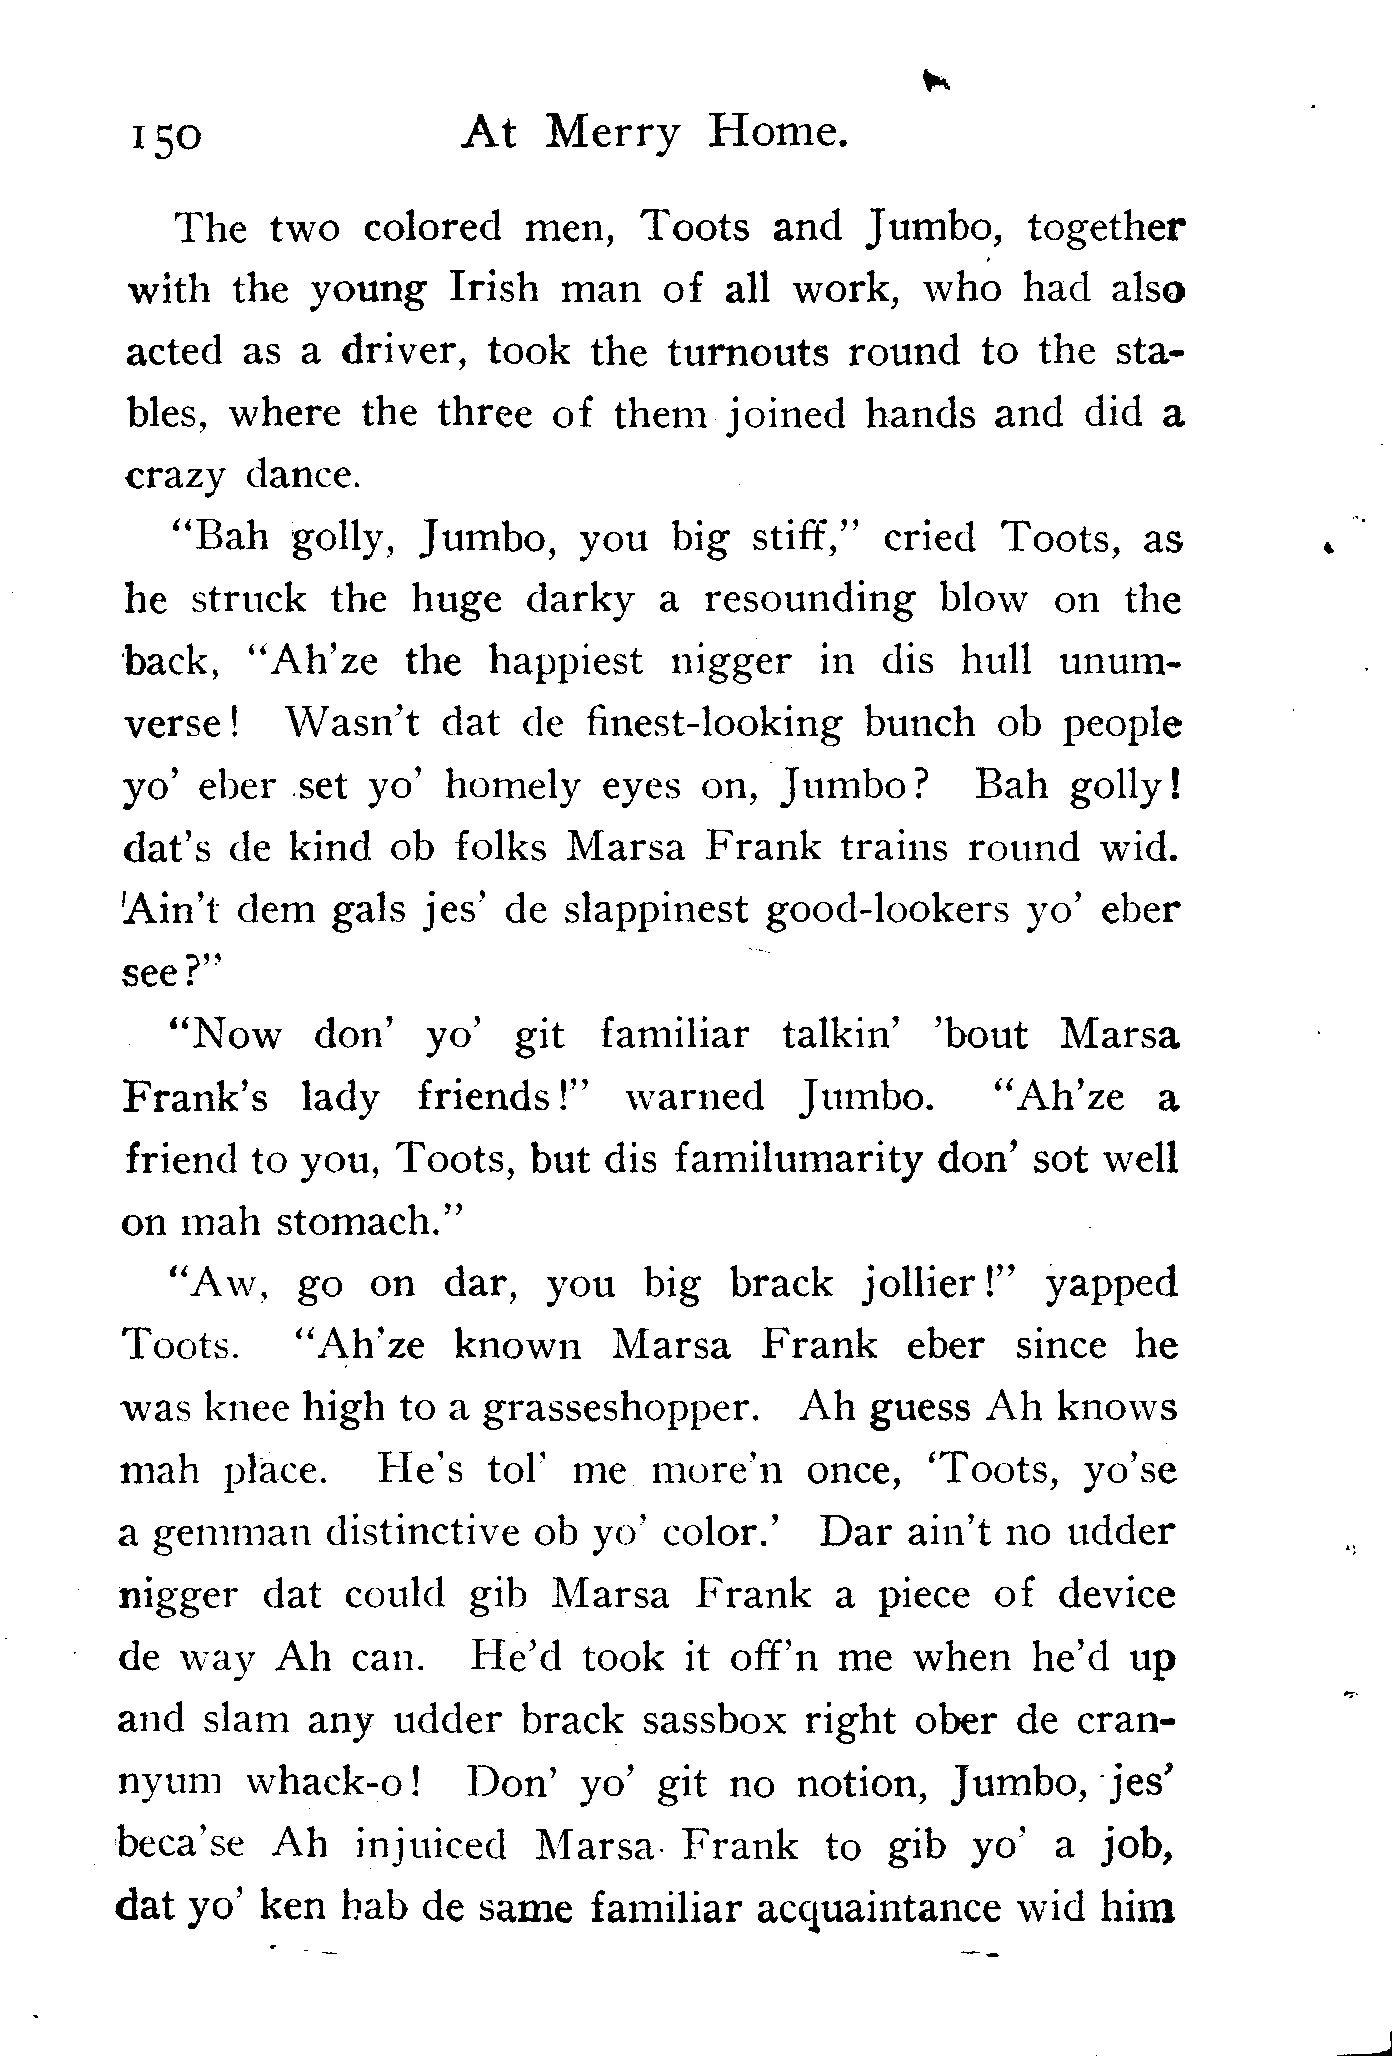 150 At Merry Home.
The two colored men, Toots and Jumbo, together
with the young Irish man of all work, who had also
acted as a driver, took the turnouts round to the sta-
bles, where the three of them joined hands and did a
crazy dance.
"Bah golly, Jumbo, you big stiff," cried Toots, as
he struck the huge darky a resounding blow on the
back, "Ah'ze the happiest nigger in dis hull unum-
verse! Wasn't dat de finest-looking bunch ob people
yo' eber set yo' homely eyes on, Jumbo? Bah golly!
dat's de kind ob folks Marsa Frank trains round wid.
Ain't dem gals jes' de slappinest good-lookers yo' eber
see?"
"Now don' yo' git familiar talkin' 'bout Marsa
Frank's lady friends!" warned Jumbo. "Ah'ze a
friend to you, Toots, but dis familumarity don' sot well
on mah stomach."
"Aw, go on dar, you big brack jollier!" yapped
Toots. "Ah'ze known Marsa Frank eber since he
was knee high to a grasseshopper. Ah guess Ah knows
mah place. He's tol' me more'n once, 'Toots, yo'se
a gemman distinctive ob yo' color.' Dar ain't no udder
nigger dat could gib Marsa Frank a piece of device
de way Ah can. He'd took it off'n me when he'd up
and slam any udder brack sassbox right ober de cran-
nyum whack-o! Don' yo' git no notion, Jumbo, jes'
beca'se Ah injuiced Marsa Frank to gib yo' a job,
dat yo' ken hab de same familiar acquaintance wid him